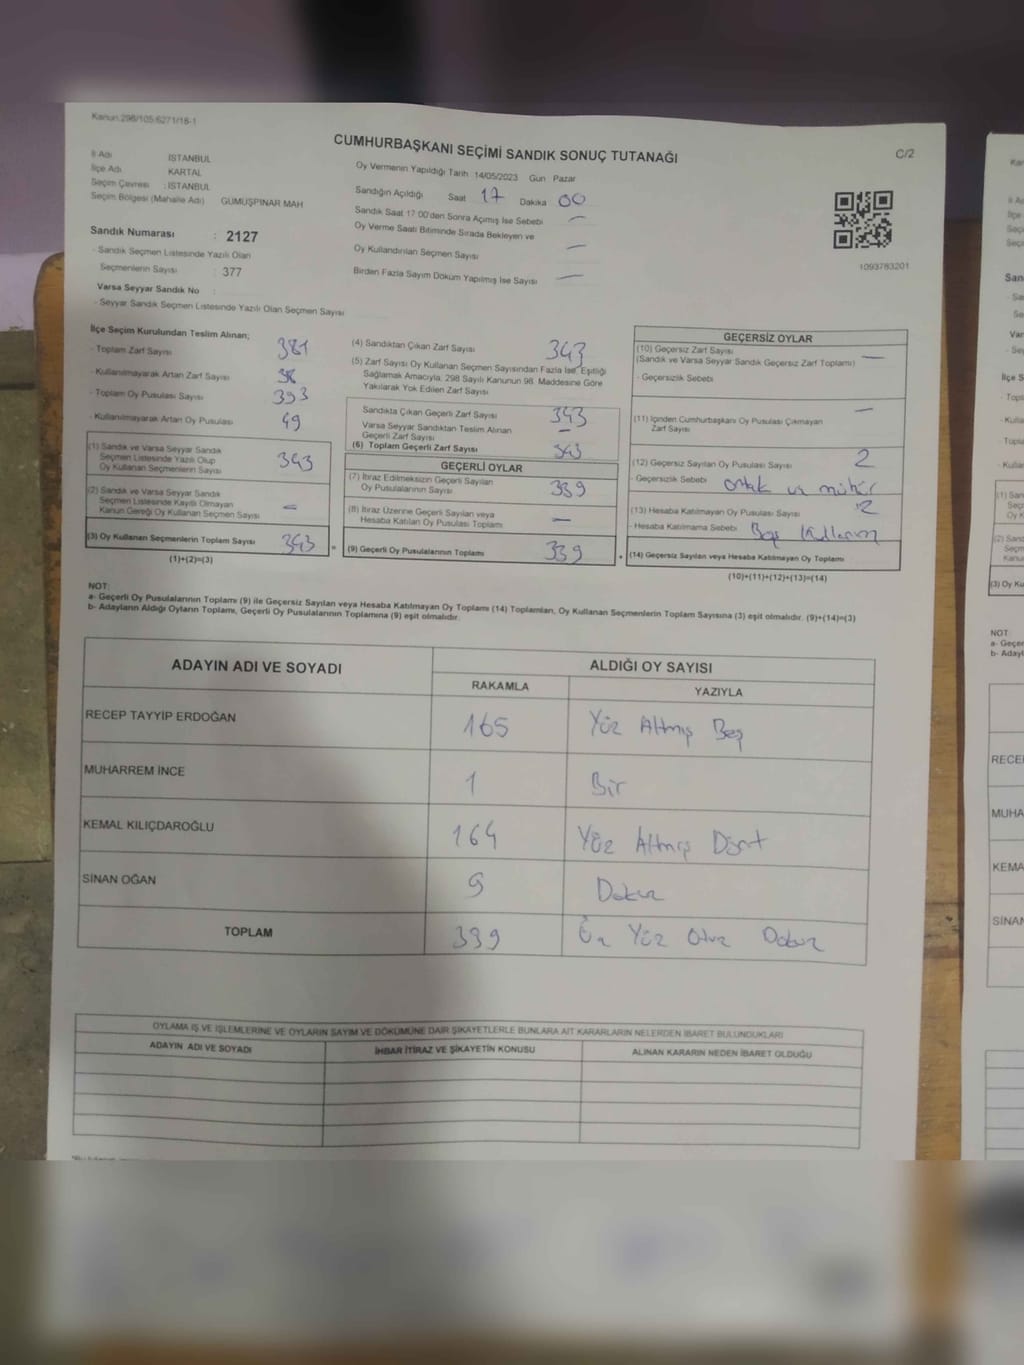 Kanun:298/105;6271/18-1
CUMHURBAŞKANI SEÇİMİ SANDIK SONUÇ TUTANAĞI
C/2
İl Adı : İSTANBUL
İlçe Adı : KARTAL
Seçim Çevresi : İSTANBUL
Seçim Bölgesi (Mahalle Adı) : GÜMÜŞPINAR MAH
Sandık Numarası : 2127
- Sandık Seçmen Listesinde Yazılı Olan
Seçmenlerin Sayısı : 377
Varsa Seyyar Sandık No :
- Seyyar Sandık Seçmen Listesinde Yazılı Olan Seçmen Sayısı
Oy Vermenin Yapıldığı Tarih :14/05/2023 Gün Pazar
Sandığın Açıldığı Saat 17 Dakika 00
Sandık Saat 17:00'den Sonra Açılmış İse Sebebi —
Oy Verme Saati Bitiminde Sırada Bekleyen ve
Oy Kullandırılan Seçmen Sayısı —
Birden Fazla Sayım Döküm Yapılmış İse Sayısı —
1093783201
İlçe Seçim Kurulundan Teslim Alınan;
- Toplam Zarf Sayısı 381
- Kullanılmayarak Artan Zarf Sayısı 38
- Toplam Oy Pusulası Sayısı 393
- Kullanılmayarak Artan Oy Pusulası 49
(1) Sandık ve Varsa Seyyar Sandık
Seçmen Listesinde Yazılı Olup
Oy Kullanan Seçmenlerin Sayısı 343
(2) Sandık ve Varsa Seyyar Sandık
Seçmen Listesinde Kayıtlı Olmayan
Kanun Gereği Oy Kullanan Seçmen Sayısı —
(3) Oy Kullanan Seçmenlerin Toplam Sayısı 343
(1)+(2)=(3)
(4) Sandıktan Çıkan Zarf Sayısı 343
(5) Zarf Sayısı Oy Kullanan Seçmen Sayısından Fazla İse, Eşitliği
Sağlamak Amacıyla, 298 Sayılı Kanunun 98. Maddesine Göre
Yakılarak Yok Edilen Zarf Sayısı
Sandıkta Çıkan Geçerli Zarf Sayısı 343
Varsa Seyyar Sandıktan Teslim Alınan
Geçerli Zarf Sayısı —
(6) Toplam Geçerli Zarf Sayısı 343
GEÇERLİ OYLAR
(7) İtiraz Edilmeksizin Geçerli Sayılan
Oy Pusulalarının Sayısı 339
(8) İtiraz Üzerine Geçerli Sayılan veya
Hesaba Katılan Oy Pusulası Toplamı —
(9) Geçerli Oy Pusulalarının Toplamı 339
GEÇERSİZ OYLAR
(10) Geçersiz Zarf Sayısı
(Sandık ve Varsa Seyyar Sandık Geçersiz Zarf Toplamı) —
- Geçersizlik Sebebi
(11) İçinden Cumhurbaşkanı Oy Pusulası Çıkmayan
Zarf Sayısı —
(12) Geçersiz Sayılan Oy Pusulası Sayısı 2
- Geçersizlik Sebebi
(13) Hesaba Katılmayan Oy Pusulası Sayısı 2
- Hesaba Katılmama Sebebi
(14) Geçersiz Sayılan veya Hesaba Katılmayan Oy Toplamı
(10)+(11)+(12)+(13)=(14)
NOT:
a- Geçerli Oy Pusulalarının Toplamı (9) ile Geçersiz Sayılan veya Hesaba Katılmayan Oy Toplamı (14) Toplamları, Oy Kullanan Seçmenlerin Toplam Sayısına (3) eşit olmalıdır. (9)+(14)=(3)
b- Adayların Aldığı Oyların Toplamı, Geçerli Oy Pusulalarının Toplamına (9) eşit olmalıdır.
ADAYIN ADI VE SOYADI
ALDIĞI OY SAYISI
RAKAMLA YAZIYLA
RECEP TAYYİP ERDOĞAN 165 Yüz Altmış Beş
MUHARREM İNCE 1 Bir
KEMAL KILIÇDAROĞLU 164 Yüz Altmış Dört
SİNAN OĞAN 9 Dokuz
TOPLAM 339 Üç Yüz Otuz Dokuz
OYLAMA İŞ VE İŞLEMLERİNE VE OYLARIN SAYIM VE DÖKÜMÜNE DAİR ŞİKAYETLERLE BUNLARA AİT KARARLARIN NELERDEN İBARET BULUNDUKLARI
ADAYIN ADI VE SOYADI İHBAR İTİRAZ VE ŞİKAYETİN KONUSU ALINAN KARARIN NEDEN İBARET OLDUĞU